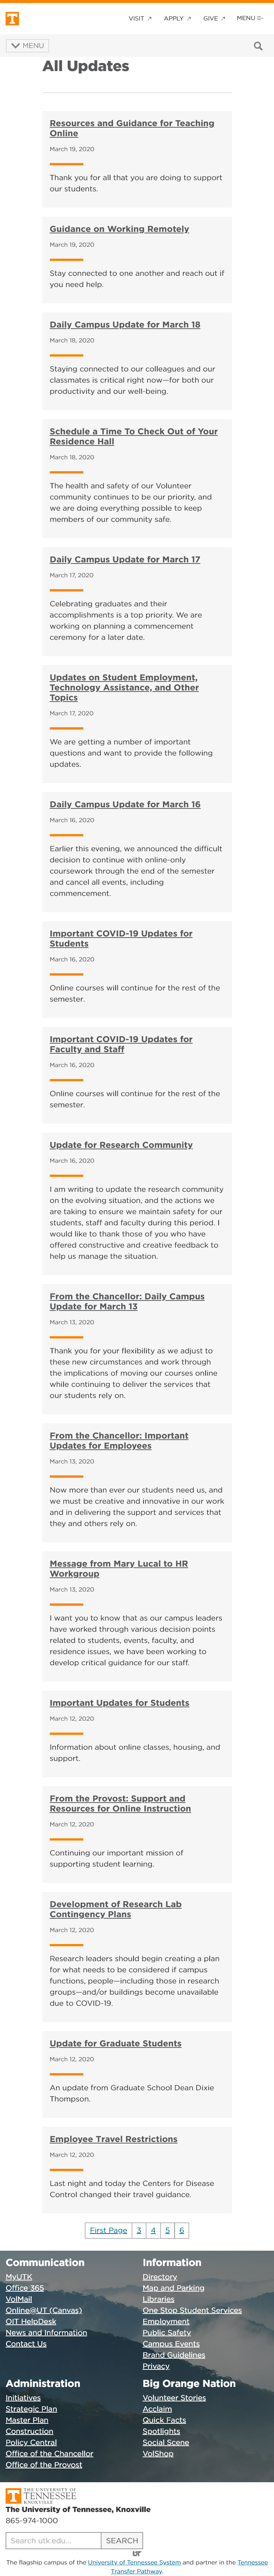 VISIT ↗ APPLY ↗ GIVE ↗ MENU
MENU
All Updates
Resources and Guidance for Teaching
Online
March 19, 2020
Thank you for all that you are doing to support
our students.
Guidance on Working Remotely
March 19, 2020
Stay connected to one another and reach out if
you need help.
Daily Campus Update for March 18
March 18, 2020
Staying connected to our colleagues and our
classmates is critical right now—for both our
productivity and our well-being.
Schedule a Time To Check Out of Your
Residence Hall
March 18, 2020
The health and safety of our Volunteer
community continues to be our priority, and
we are doing everything possible to keep
members of our community safe.
Daily Campus Update for March 17
March 17, 2020
Celebrating graduates and their
accomplishments is a top priority. We are
working on planning a commencement
ceremony for a later date.
Updates on Student Employment,
Technology Assistance, and Other
Topics
March 17, 2020
We are getting a number of important
questions and want to provide the following
updates.
Daily Campus Update for March 16
March 16, 2020
Earlier this evening, we announced the difficult
decision to continue with online-only
coursework through the end of the semester
and cancel all events, including
commencement.
Important COVID-19 Updates for
Students
March 16, 2020
Online courses will continue for the rest of the
semester.
Important COVID-19 Updates for
Faculty and Staff
March 16, 2020
Online courses will continue for the rest of the
semester.
Update for Research Community
March 16, 2020
I am writing to update the research community
on the evolving situation, and the actions we
are taking to ensure we maintain safety for our
students, staff and faculty during this period. I
would like to thank those of you who have
offered constructive and creative feedback to
help us manage the situation.
From the Chancellor: Daily Campus
Update for March 13
March 13, 2020
Thank you for your flexibility as we adjust to
these new circumstances and work through
the implications of moving our courses online
while continuing to deliver the services that
our students rely on.
From the Chancellor: Important
Updates for Employees
March 13, 2020
Now more than ever our students need us, and
we must be creative and innovative in our work
and in delivering the support and services that
they and others rely on.
Message from Mary Lucal to HR
Workgroup
March 13, 2020
I want you to know that as our campus leaders
have worked through various decision points
related to students, events, faculty, and
residence issues, we have been working to
develop critical guidance for our staff.
Important Updates for Students
March 12, 2020
Information about online classes, housing, and
support.
From the Provost: Support and
Resources for Online Instruction
March 12, 2020
Continuing our important mission of
supporting student learning.
Development of Research Lab
Contingency Plans
March 12, 2020
Research leaders should begin creating a plan
for what needs to be considered if campus
functions, people—including those in research
groups—and/or buildings become unavailable
due to COVID-19.
Update for Graduate Students
March 12, 2020
An update from Graduate School Dean Dixie
Thompson.
Employee Travel Restrictions
March 12, 2020
Last night and today the Centers for Disease
Control changed their travel guidance.
First Page 3 4 5 6
Communication
MyUTK
Office 365
VolMail
Online@UT (Canvas)
OIT HelpDesk
News and Information
Contact Us
Information
Directory
Map and Parking
Libraries
One Stop Student Services
Employment
Public Safety
Campus Events
Brand Guidelines
Privacy
Administration
Initiatives
Strategic Plan
Master Plan
Construction
Policy Central
Office of the Chancellor
Office of the Provost
Big Orange Nation
Volunteer Stories
Acclaim
Quick Facts
Spotlights
Social Scene
VolShop
THE UNIVERSITY OF
TENNESSEE
KNOXVILLE
The University of Tennessee, Knoxville
865-974-1000
Search utk.edu... SEARCH
UT
The flagship campus of the University of Tennessee System and partner in the Tennessee
Transfer Pathway.